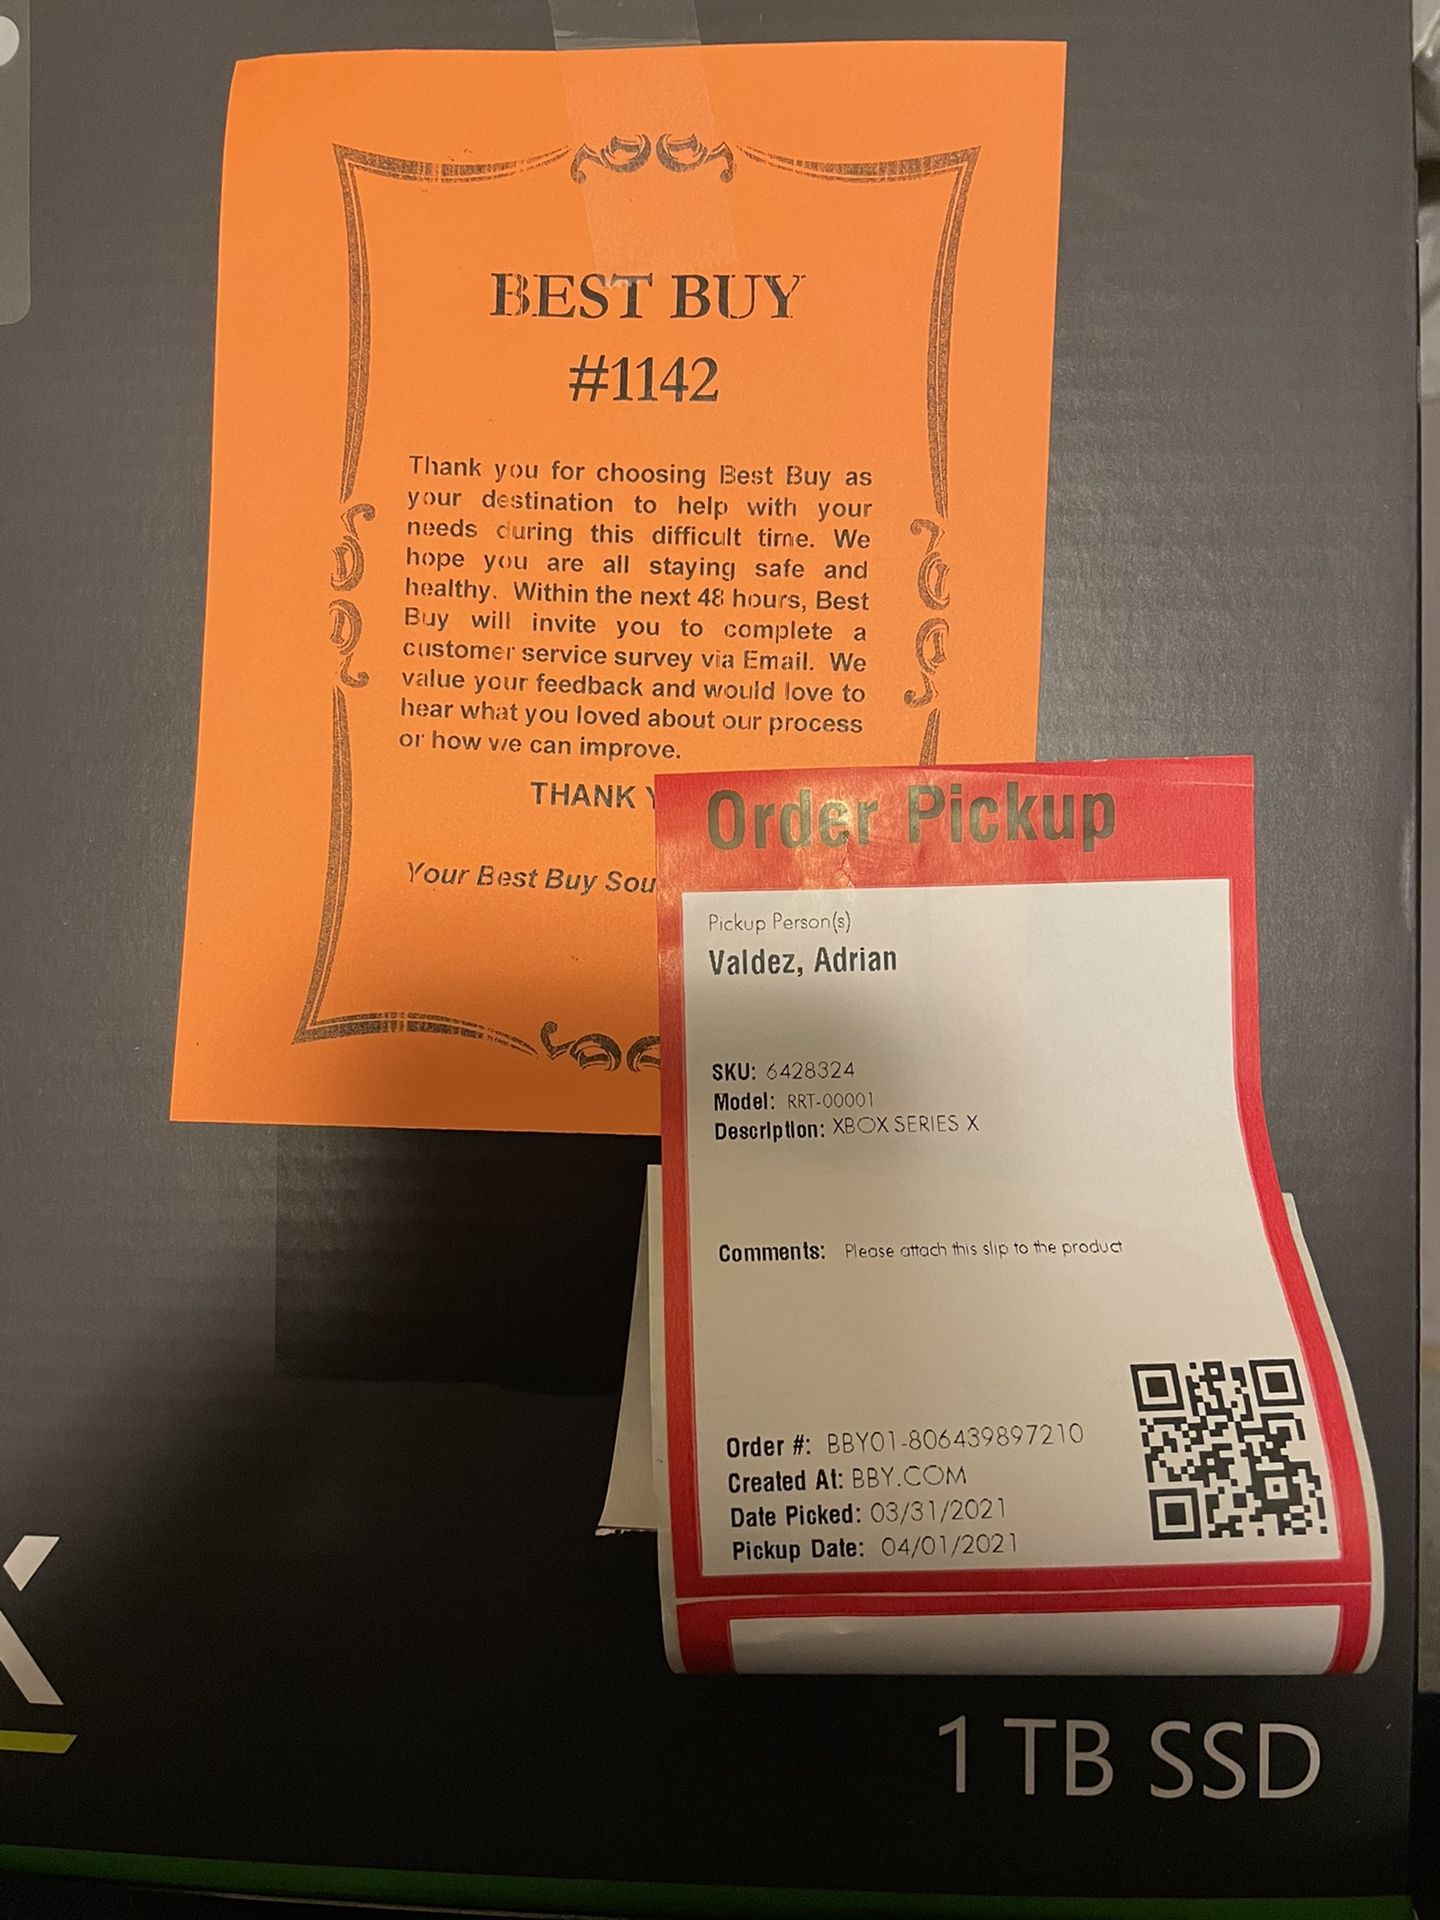 BEST BUY
#1142
Thank you for choosing Best Buy as
your destination to help with your
needs during this difficult time. We
hope you are all staying safe and
healthy. Within the next 48 hours, Best
Buy will invite you to complete a
customer service survey via Email. We
value your feedback and would love to
hear what you loved about our process
or how we can improve.
THANK Y
Your Best Buy Sou
Order Pickup
Pickup Person(s)
Valdez, Adrian
SKU: 6428324
Model: RRT-00001
Description: XBOX SERIES X
Comments: Please attach this slip to the product
Order #: BBY01-806439897210
Created At: BBY.COM
Date Picked: 03/31/2021
Pickup Date: 04/01/2021
X
1 TB SSD